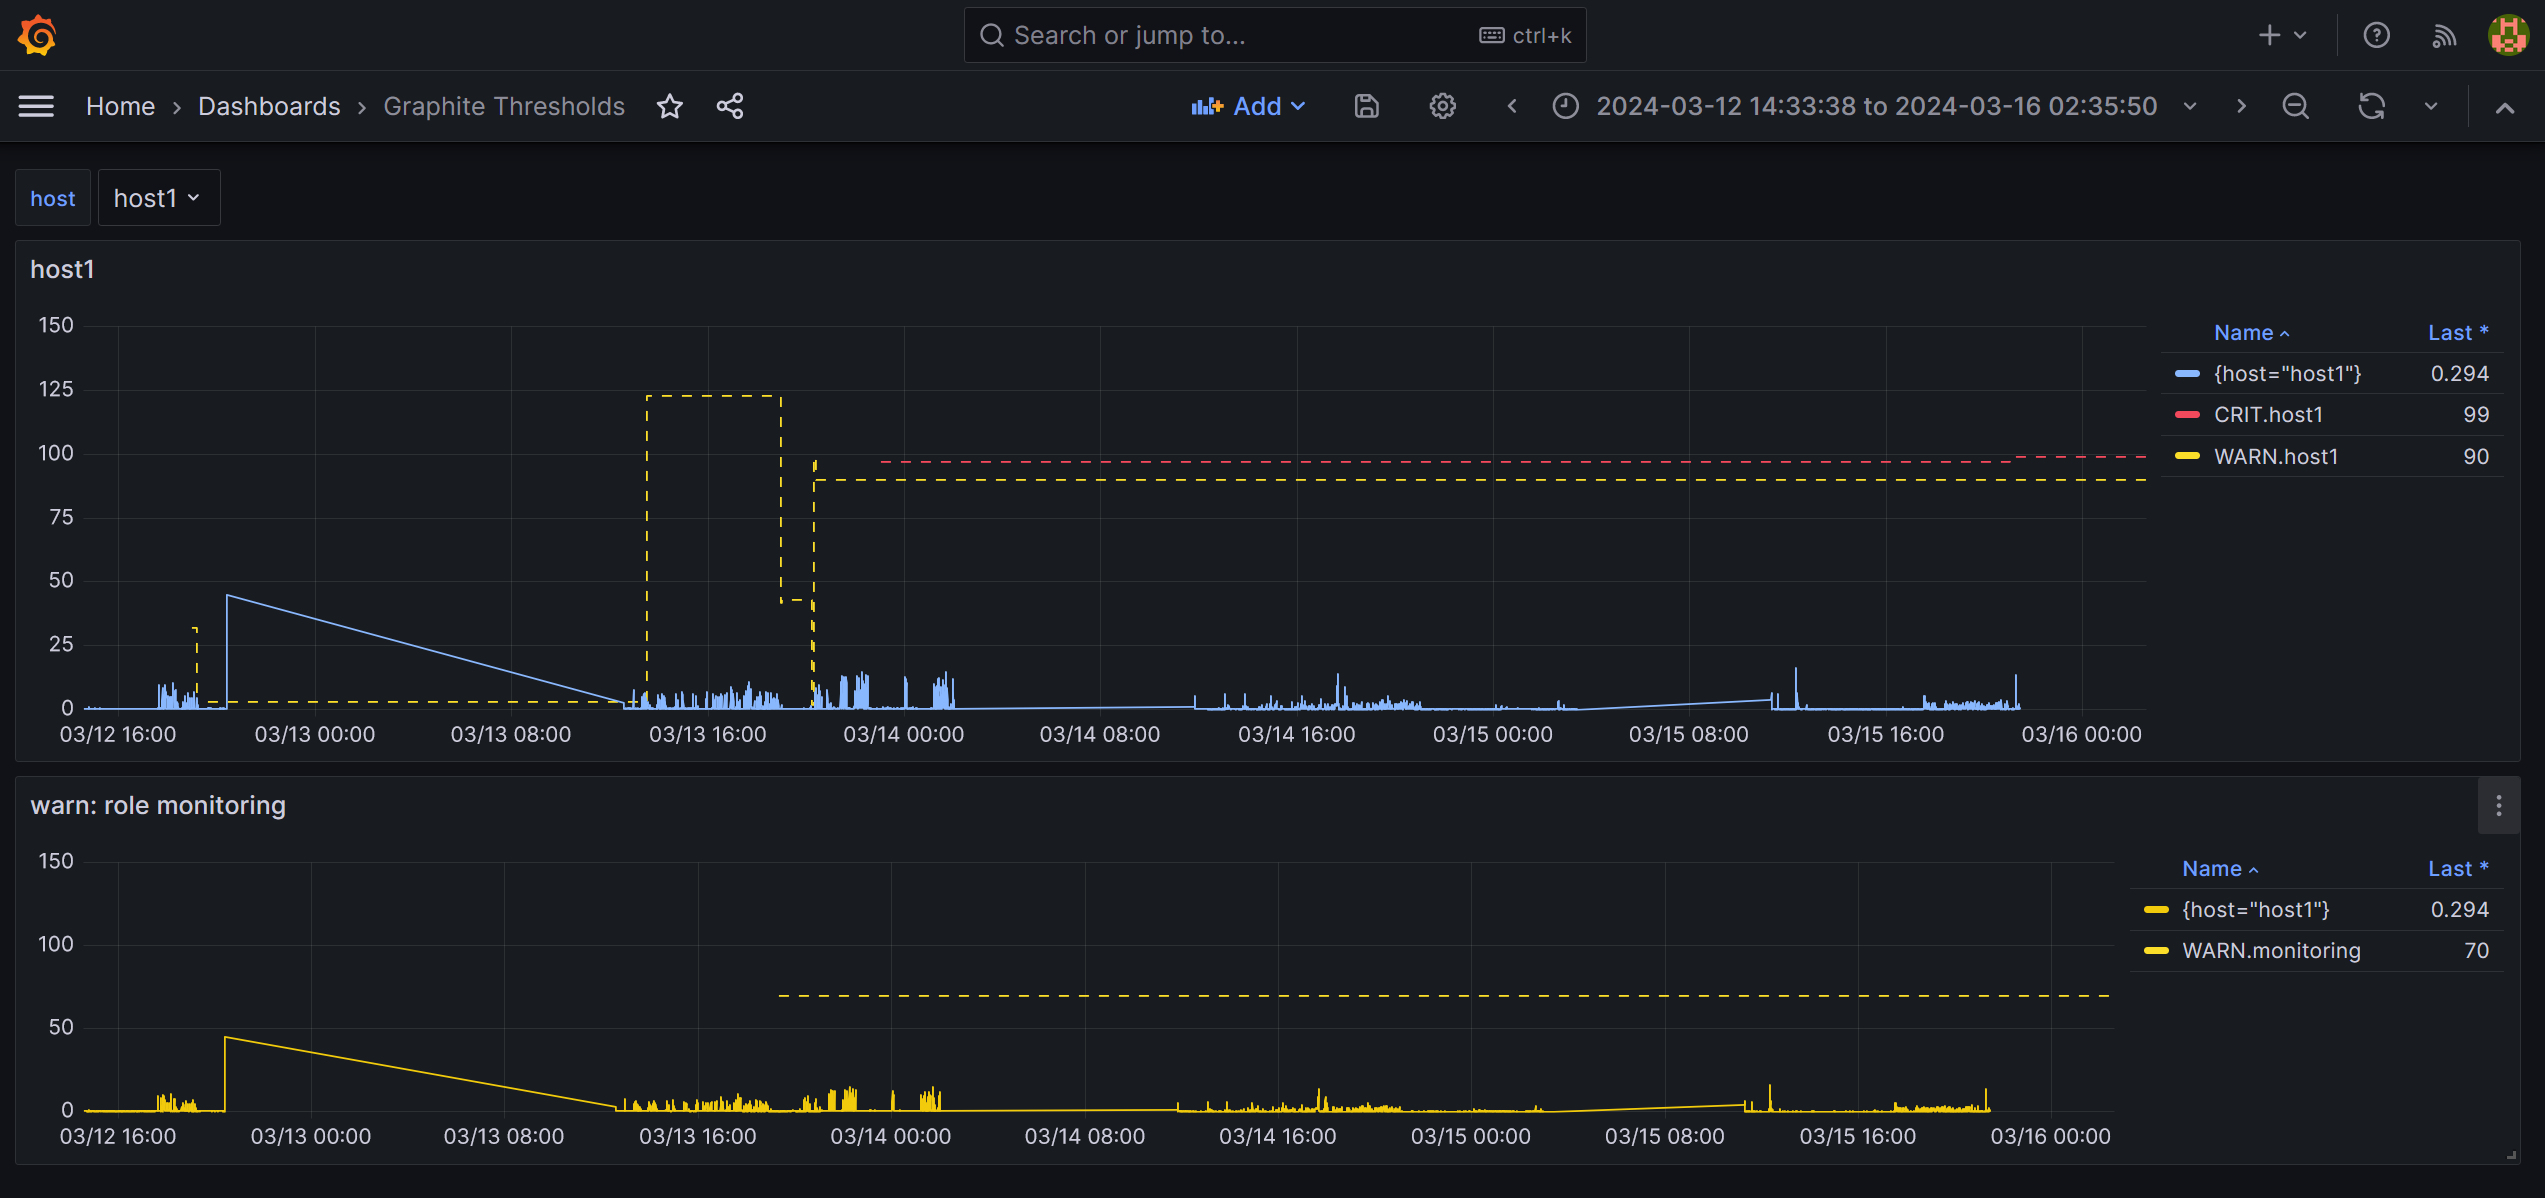 Search or jump to... ctrl+k
Home › Dashboards › Graphite Thresholds Add 2024-03-12 14:33:38 to 2024-03-16 02:35:50
host host1
host1
150
125
100
75
50
25
0
03/12 16:00 03/13 00:00 03/13 08:00 03/13 16:00 03/14 00:00 03/14 08:00 03/14 16:00 03/15 00:00 03/15 08:00 03/15 16:00 03/16 00:00
Name Last *
{host="host1"} 0.294
CRIT.host1 99
WARN.host1 90
warn: role monitoring
150
100
50
0
03/12 16:00 03/13 00:00 03/13 08:00 03/13 16:00 03/14 00:00 03/14 08:00 03/14 16:00 03/15 00:00 03/15 08:00 03/15 16:00 03/16 00:00
Name Last *
{host="host1"} 0.294
WARN.monitoring 70